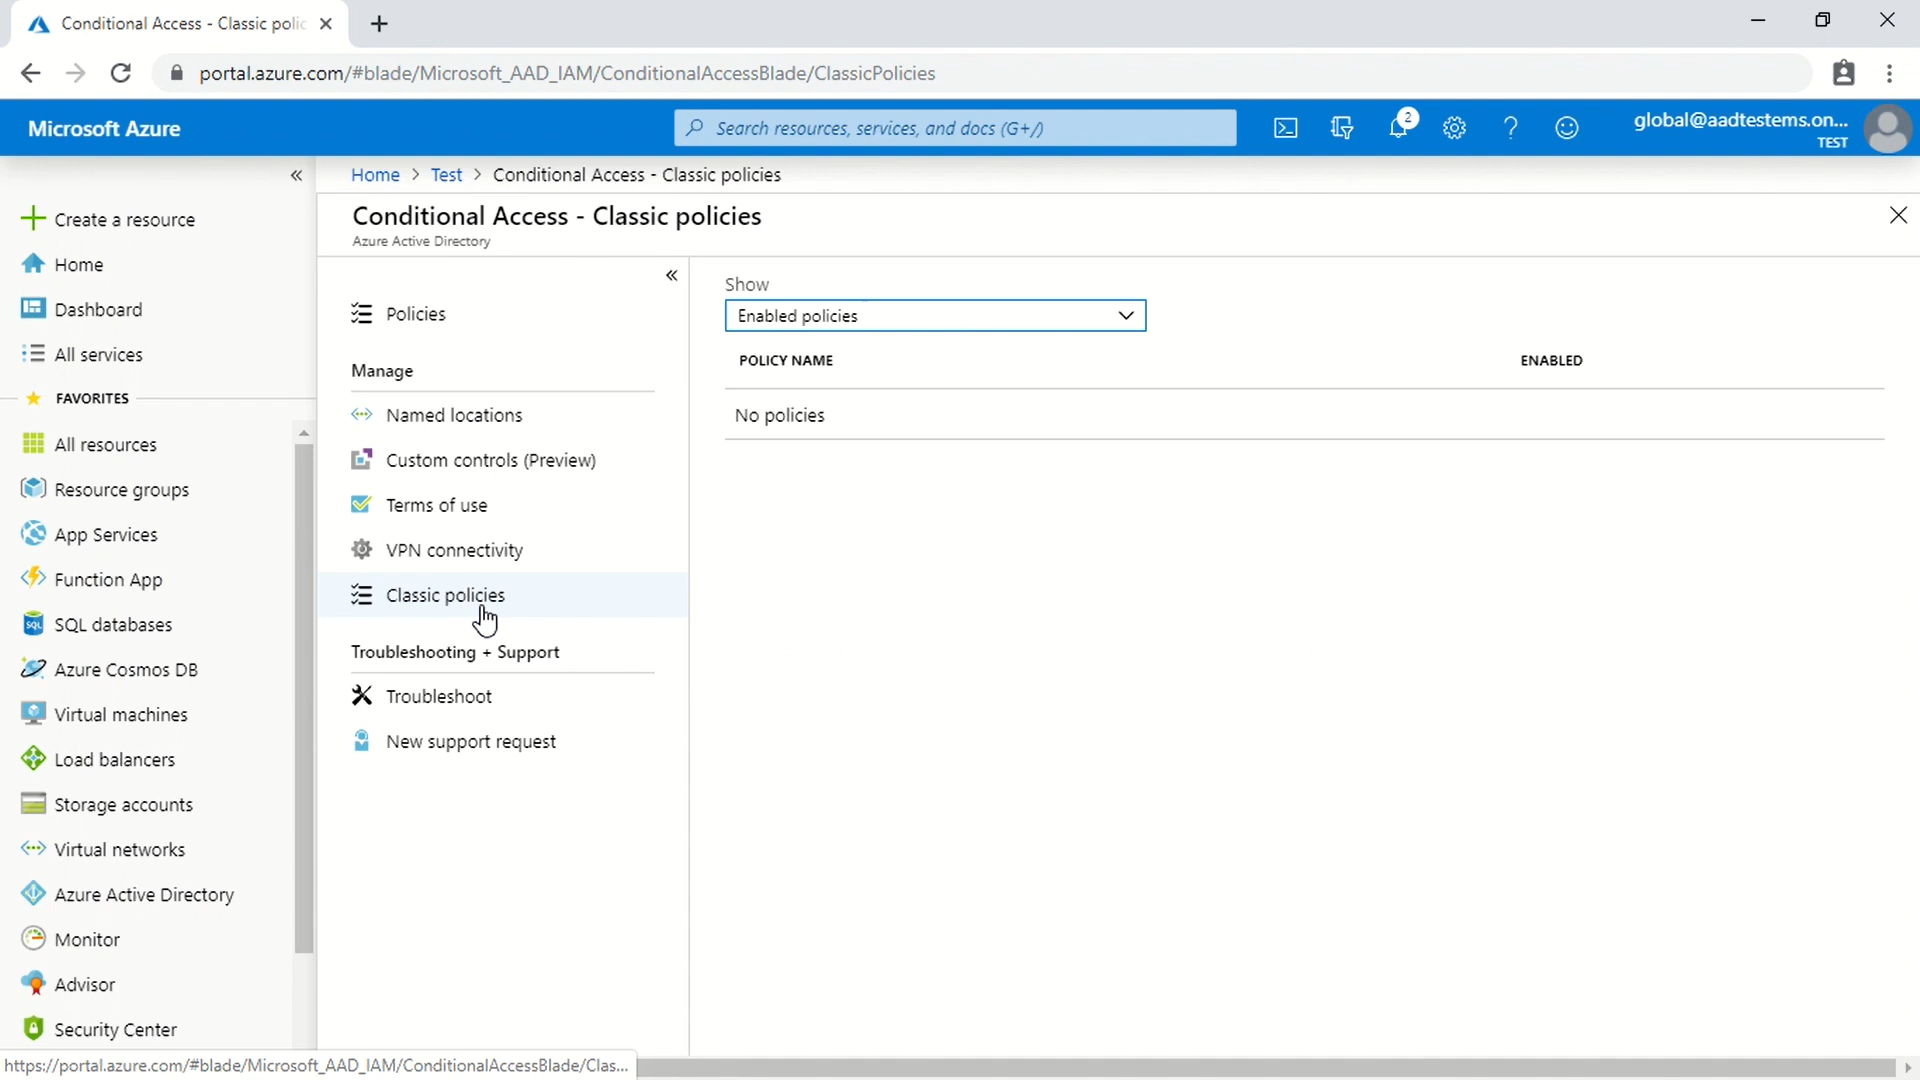 Conditional Access - Classic polic
portal.azure.com/#blade/Microsoft_AAD_IAM/ConditionalAccessBlade/ClassicPolicies
Microsoft Azure
Search resources, services, and docs (G+/)
2
global@aadtestems.on...
TEST
Home > Test > Conditional Access - Classic policies
Conditional Access - Classic policies
Azure Active Directory
Create a resource
Home
Dashboard
All services
FAVORITES
All resources
Resource groups
App Services
Function App
SQL databases
Azure Cosmos DB
Virtual machines
Load balancers
Storage accounts
Virtual networks
Azure Active Directory
Monitor
Advisor
Security Center
Policies
Manage
Named locations
Custom controls (Preview)
Terms of use
VPN connectivity
Classic policies
Troubleshooting + Support
Troubleshoot
New support request
Show
Enabled policies
POLICY NAME ENABLED
No policies
https://portal.azure.com/#blade/Microsoft_AAD_IAM/ConditionalAccessBlade/Clas...